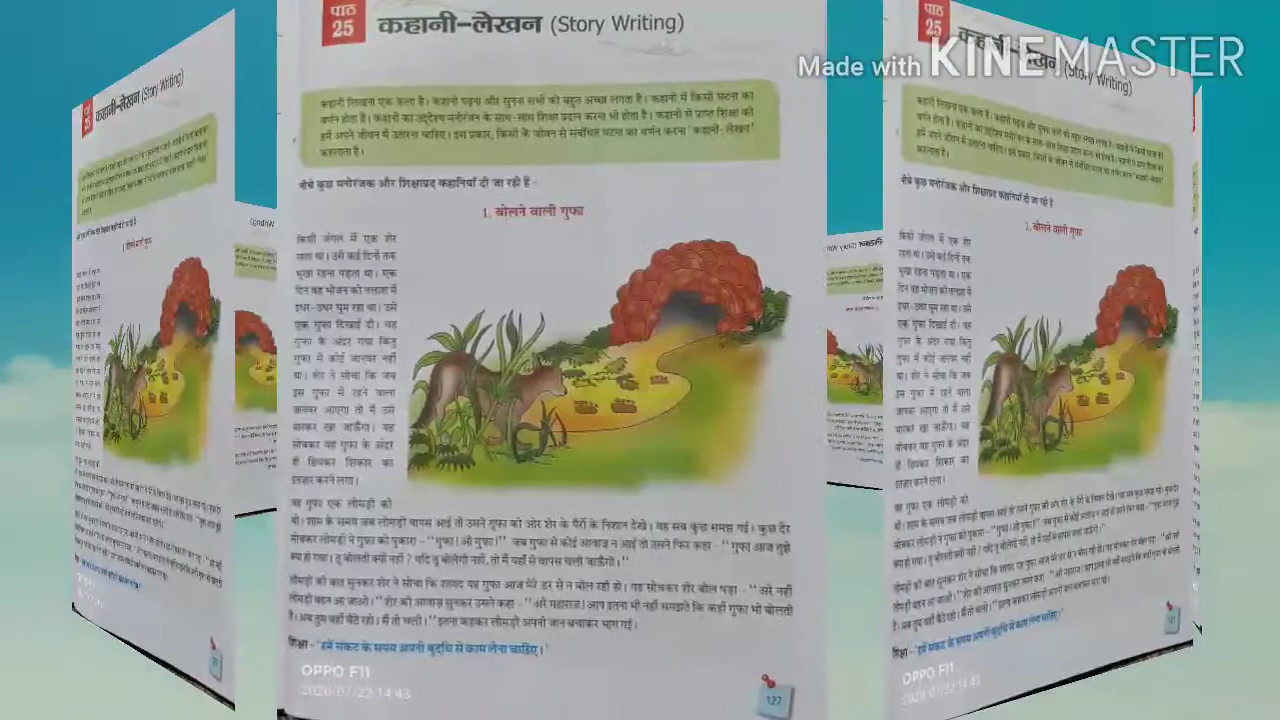 पाठ
25
कहानी-लेखन (Story Writing)
Made with KINEMASTER
कहानी लिखना एक कला है। कहानी पढ़ना और सुनना सभी को बहुत अच्छा लगता है। कहानी में किसी घटना का
वर्णन होता है। कहानी का उद्देश्य मनोरंजन के साथ-साथ शिक्षा प्रदान करना भी होता है। कहानी से प्राप्त शिक्षा को
हमें अपने जीवन में उतारना चाहिए। इस प्रकार, किसी के जीवन से संबंधित घटना का वर्णन करना 'कहानी-लेखन'
कहलाता है।
नीचे कुछ मनोरंजक और शिक्षाप्रद कहानियाँ दी जा रही हैं -
1. बोलने वाली गुफा
किसी जंगल में एक शेर
रहता था। उसे कई दिनों तक
भूखा रहना पड़ता था। एक
दिन वह भोजन की तलाश में
इधर-उधर घूम रहा था। उसे
एक गुफा दिखाई दी। वह
गुफा के अंदर गया किंतु
गुफा में कोई जानवर नहीं
था। शेर ने सोचा कि जब
इस गुफा में रहने वाला
जानवर आएगा तो मैं उसे
मारकर खा जाऊँगा। यह
सोचकर वह गुफा के अंदर
ही छिपकर शिकार का
इंतजार करने लगा।
वह गुफा एक लोमड़ी की
थी। शाम के समय जब लोमड़ी वापस आई तो उसने गुफा की ओर शेर के पैरों के निशान देखे। वह सब कुछ समझ गई। कुछ देर
सोचकर लोमड़ी ने गुफा को पुकारा - "गुफा! ओ गुफा!" जब गुफा से कोई आवाज न आई तो उसने फिर कहा - "गुफा आज तुझे
क्या हो गया। तू बोलती क्यों नहीं? यदि तू बोलेगी नहीं, तो मैं यहाँ से वापस चली जाऊँगी।"
लोमड़ी की बात सुनकर शेर ने सोचा कि शायद यह गुफा आज मेरे डर से न बोल रही हो। यह सोचकर शेर बोल पड़ा - "अरे नहीं
लोमड़ी बहन आ जाओ।" शेर की आवाज सुनकर उसने कहा - "अरे महाराज! आप इतना भी नहीं समझते कि कहीं गुफा भी बोलती
है। अब तुम यहाँ बैठे रहो। मैं तो चली।" इतना कहकर लोमड़ी अपनी जान बचाकर भाग गई।
शिक्षा - 'हमें संकट के समय अपनी बुद्धि से काम लेना चाहिए।'
OPPO F11
2020/07/22 14:43
127